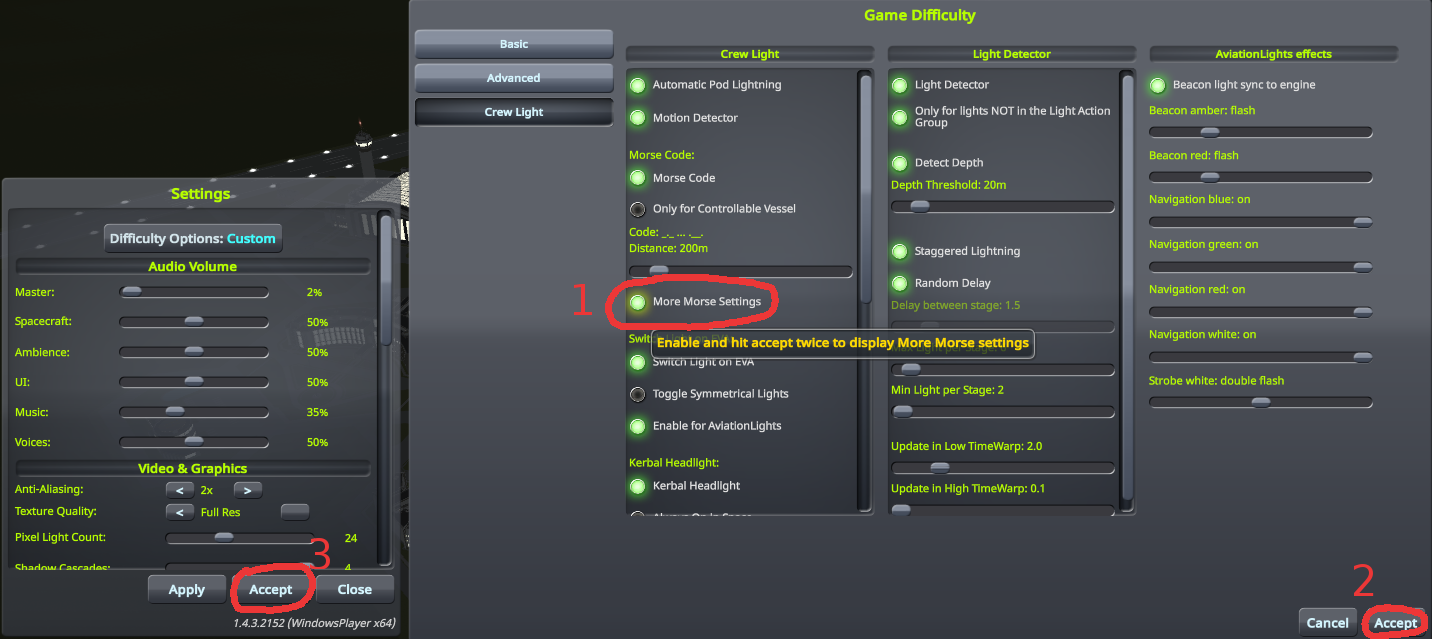 Settings
Difficulty Options: Custom
Audio Volume
Master: 2%
Spacecraft: 50%
Ambience: 50%
UI: 50%
Music: 35%
Voices: 50%
Video & Graphics
Anti-Aliasing: < 2x >
Texture Quality: < Full Res
Pixel Light Count: 24
Shadow Cascades: 4
3
Apply Accept Close
1.4.3.2152 (WindowsPlayer x64)
Game Difficulty
Basic
Advanced
Crew Light
Crew Light
Automatic Pod Lightning
Motion Detector
Morse Code:
Morse Code
Only for Controllable Vessel
Code: _._ ... .__.
Distance: 200m
1
More Morse Settings
Enable and hit accept twice to display More Morse settings
Switch Light on EVA
Toggle Symmetrical Lights
Enable for AviationLights
Kerbal Headlight:
Kerbal Headlight
Always On in Space
Light Detector
Light Detector
Only for lights NOT in the Light Action
Group
Detect Depth
Depth Threshold: 20m
Staggered Lightning
Random Delay
Delay between stage: 1.5
Min Light per Stage: 2
Update in Low TimeWarp: 2.0
Update in High TimeWarp: 0.1
AviationLights effects
Beacon light sync to engine
Beacon amber: flash
Beacon red: flash
Navigation blue: on
Navigation green: on
Navigation red: on
Navigation white: on
Strobe white: double flash
2
Cancel Accept